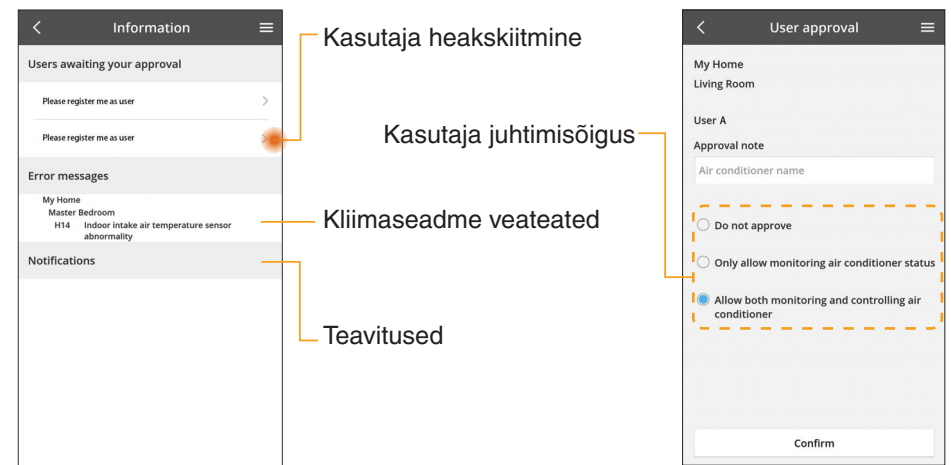 Information
Users awaiting your approval
Please register me as user
Please register me as user
Error messages
My Home
Master Bedroom
H14 Indoor intake air temperature sensor
abnormality
Notifications
Kasutaja heakskiitmine
Kasutaja juhtimisõigus
Kliimaseadme veateated
Teavitused
User approval
My Home
Living Room
User A
Approval note
Air conditioner name
Do not approve
Only allow monitoring air conditioner status
Allow both monitoring and controlling air
conditioner
Confirm